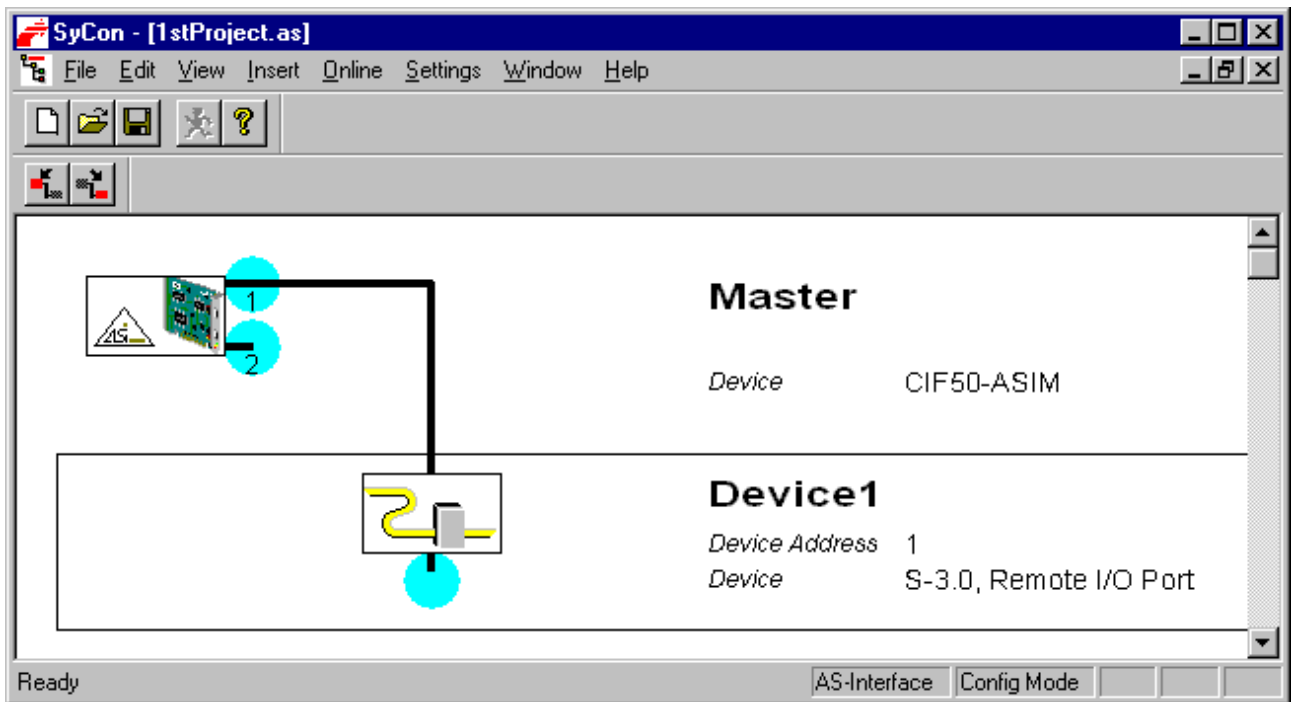 SyCon - [1stProject.as]
File Edit View Insert Online Settings Window Help
1
ASi
2
Master
Device CIF50-ASIM
Device1
Device Address 1
Device S-3.0, Remote I/O Port
Ready AS-Interface Config Mode